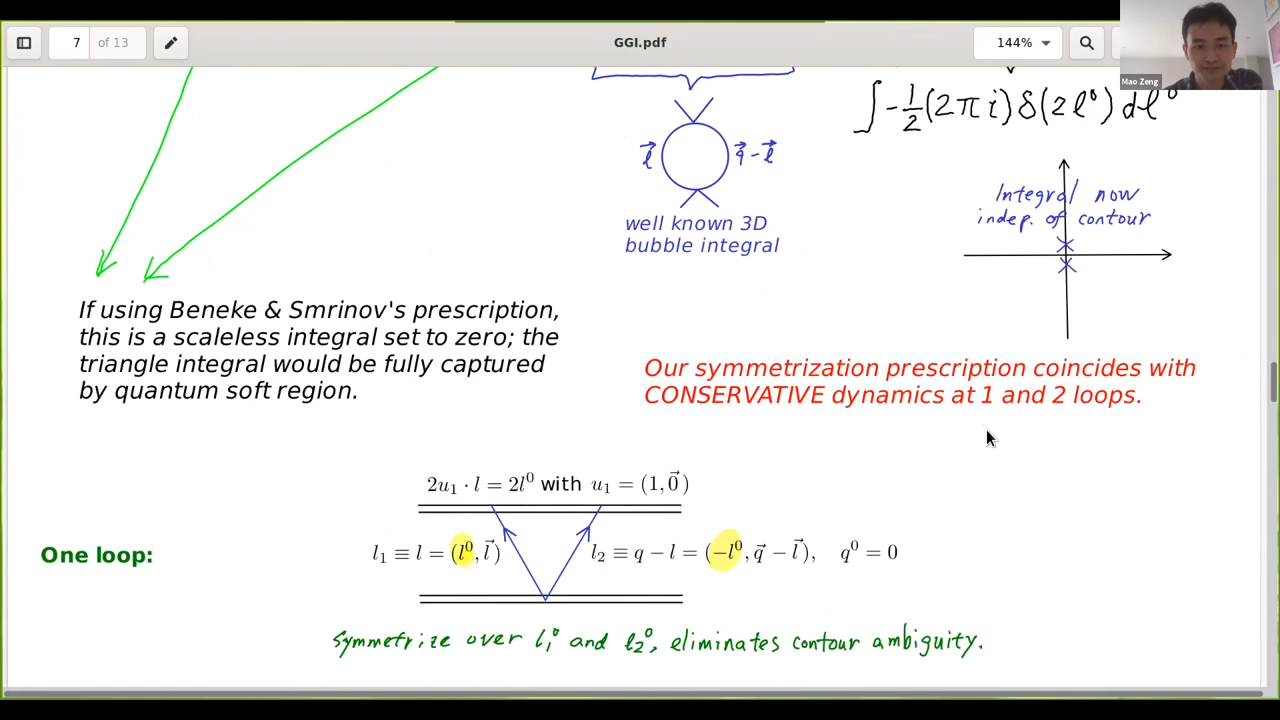 7 of 13
GGI.pdf
144%
Mao Zeng
∫ -1/2 (2πi) δ(2l⁰) dl⁰
l⃗
q⃗-l⃗
well known 3D
bubble integral
Integral now
indep. of contour
If using Beneke & Smrinov's prescription,
this is a scaleless integral set to zero; the
triangle integral would be fully captured
by quantum soft region.
Our symmetrization prescription coincides with
CONSERVATIVE dynamics at 1 and 2 loops.
2u₁ · l = 2l⁰ with u₁ = (1, 0⃗)
One loop:
l₁ ≡ l = (l⁰, l⃗)
l₂ ≡ q − l = (−l⁰, q⃗ − l⃗), q⁰ = 0
Symmetrize over l₁⁰ and l₂⁰, eliminates contour ambiguity.